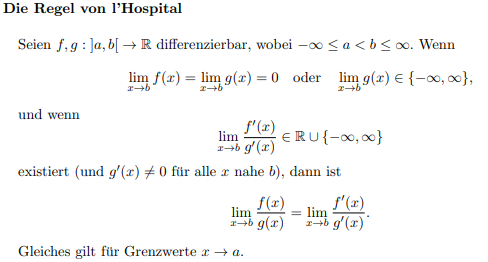 Die Regel von l'Hospital
Seien f, g : ]a, b[ → ℝ differenzierbar, wobei −∞ ≤ a < b ≤ ∞. Wenn
lim_{x→b} f(x) = lim_{x→b} g(x) = 0 oder lim_{x→b} g(x) ∈ {−∞, ∞},
und wenn
lim_{x→b} f′(x)/g′(x) ∈ ℝ ∪ {−∞, ∞}
existiert (und g′(x) ≠ 0 für alle x nahe b), dann ist
lim_{x→b} f(x)/g(x) = lim_{x→b} f′(x)/g′(x).
Gleiches gilt für Grenzwerte x → a.